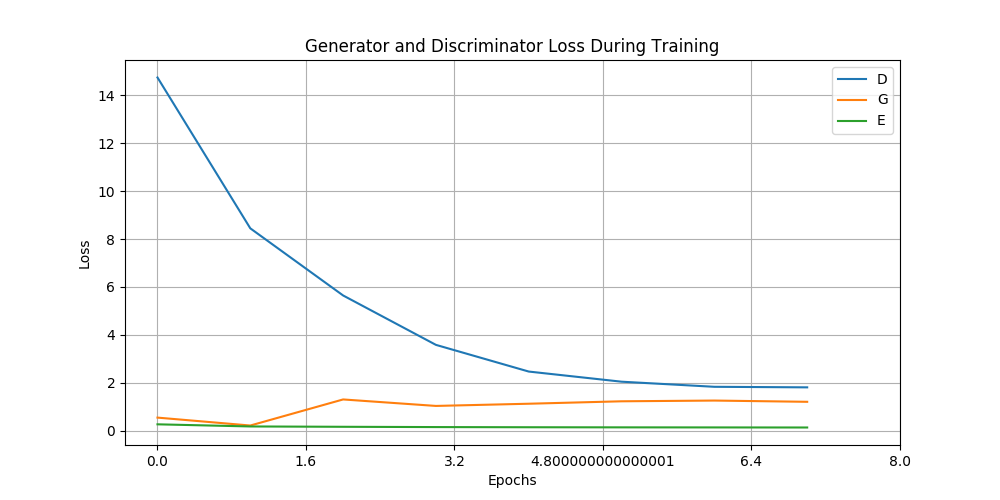 Generator and Discriminator Loss During Training
D
G
E
14
12
10
8
6
4
2
0
Loss
0.0 1.6 3.2 4.800000000000001 6.4 8.0
Epochs